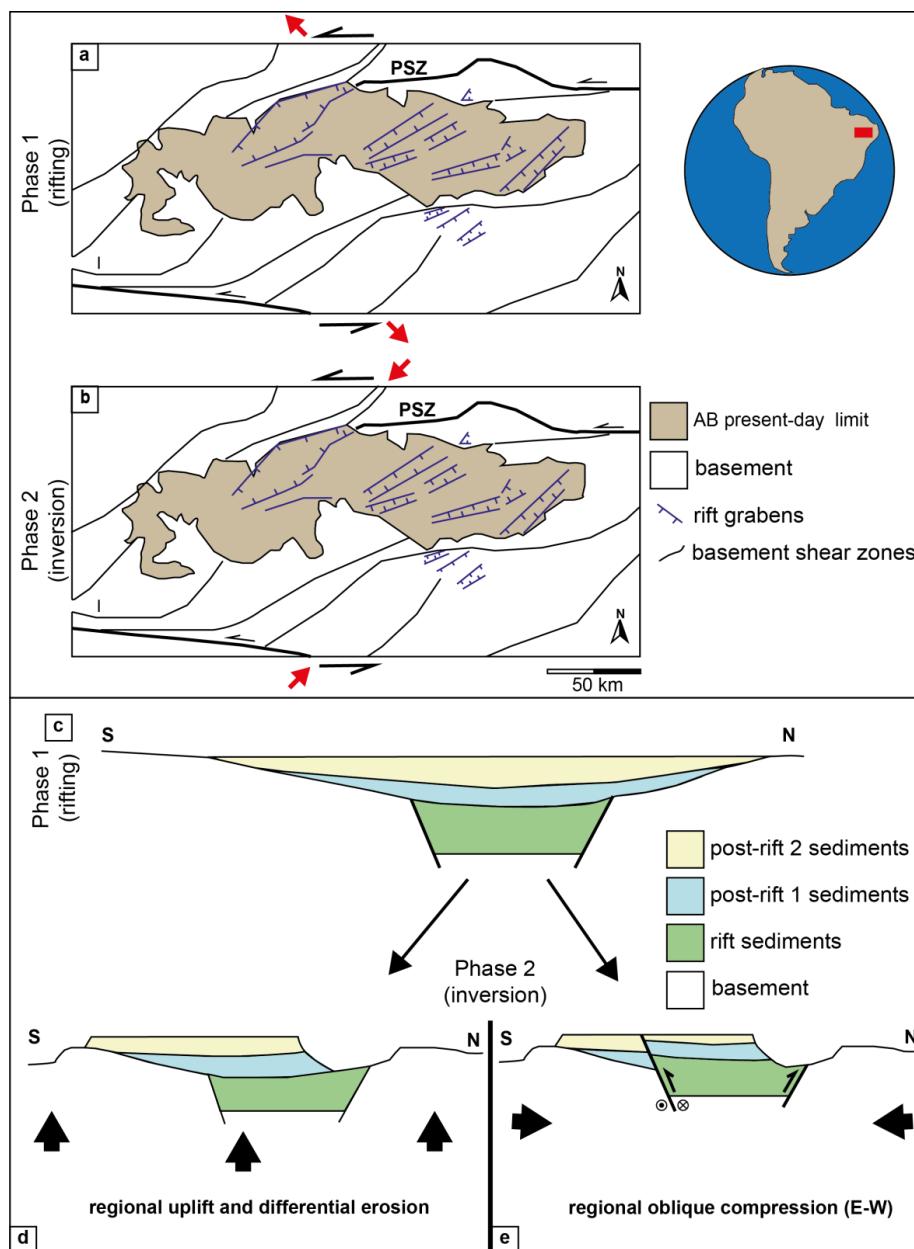 a
Phase 1
(rifting)
PSZ
I
N
b
Phase 2
(inversion)
PSZ
I
N
50 km
AB present-day limit
basement
rift grabens
basement shear zones
c
Phase 1
(rifting)
S
N
post-rift 2 sediments
post-rift 1 sediments
rift sediments
basement
Phase 2
(inversion)
S
N
regional uplift and differential erosion
d
S
N
regional oblique compression (E-W)
e